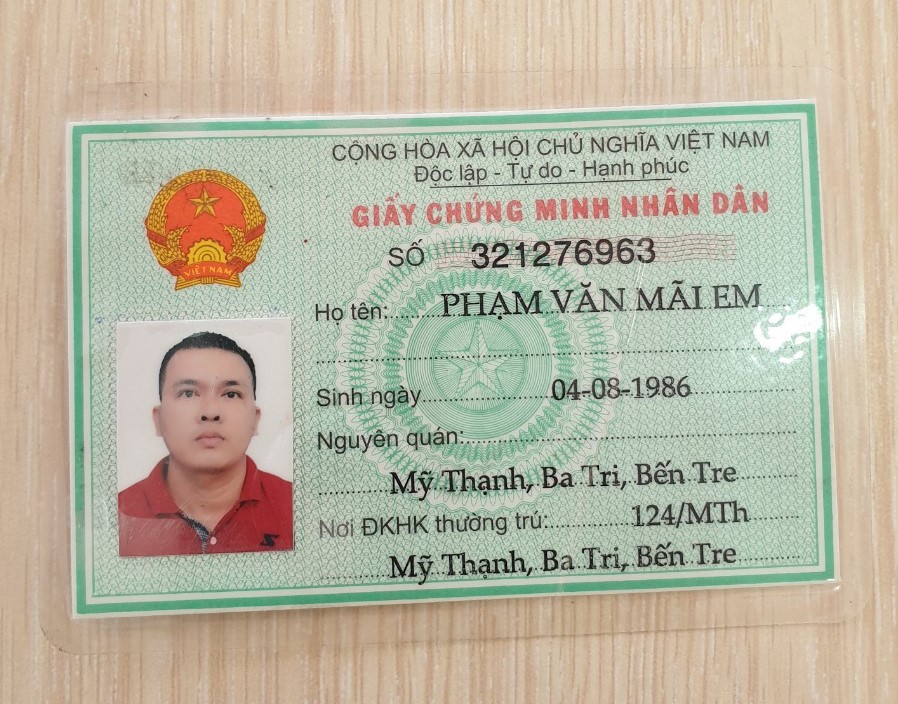 CỘNG HÒA XÃ HỘI CHỦ NGHĨA VIỆT NAM
Độc lập - Tự do - Hạnh phúc
GIẤY CHỨNG MINH NHÂN DÂN
SỐ 321276963
Họ tên: PHẠM VĂN MÃI EM
Sinh ngày 04-08-1986
Nguyên quán:
Mỹ Thạnh, Ba Tri, Bến Tre
Nơi ĐKHK thường trú: 124/MTh
Mỹ Thạnh, Ba Tri, Bến Tre
VIỆT NAM